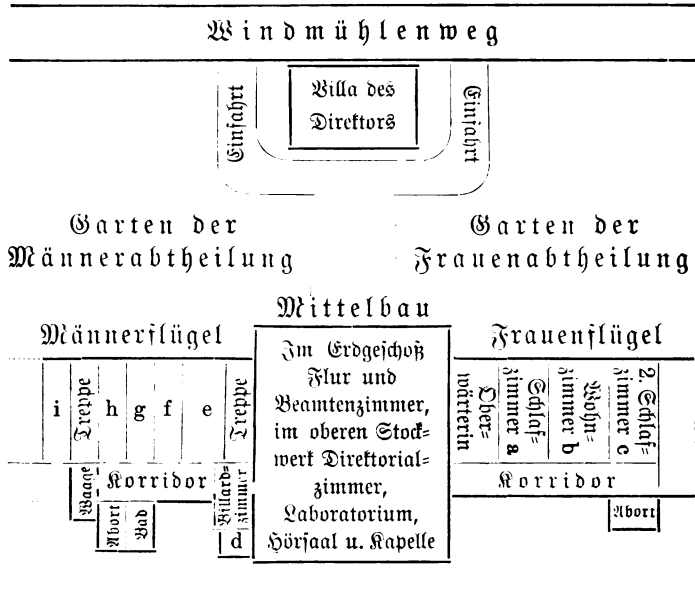 Windmühlenweg
Einfahrt
Villa des
Direktors
Einfahrt
Garten der
Männerabtheilung
Garten der
Frauenabtheilung
Mittelbau
Männerflügel
Frauenflügel
i
Treppe
h
g
f
e
Treppe
Im Erdgeschoß
Flur und
Beamtenzimmer,
im oberen Stock=
werk Direktorial=
zimmer,
Laboratorium,
Hörsaal u. Kapelle
Ober=
wärterin
Schlaf=
zimmer a
Wohn=
zimmer b
2. Schlaf=
zimmer c
Waage
Korridor
Billard=
zimmer
Abort
Bad
d
Korridor
Abort